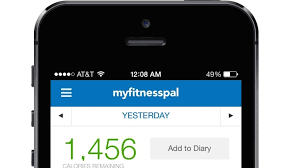 AT&T 12:08 AM 49%
myfitnesspal
YESTERDAY
1,456 Add to Diary
CALORIES REMAINING